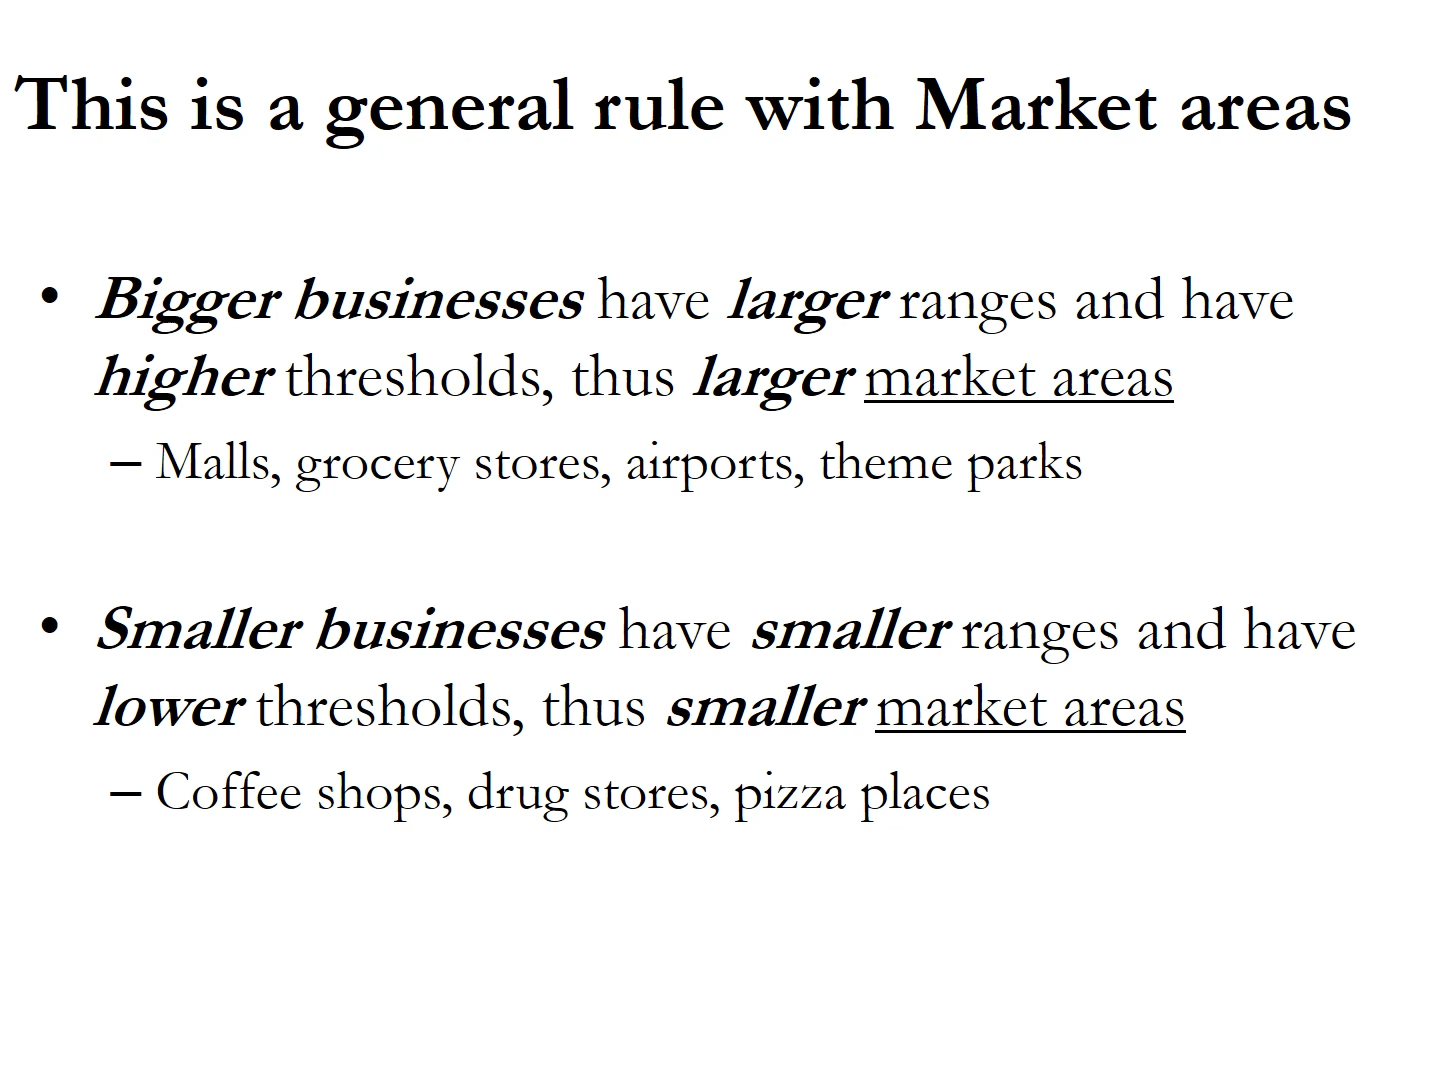 This is a general rule with Market areas
• Bigger businesses have larger ranges and have
higher thresholds, thus larger market areas
– Malls, grocery stores, airports, theme parks
• Smaller businesses have smaller ranges and have
lower thresholds, thus smaller market areas
– Coffee shops, drug stores, pizza places